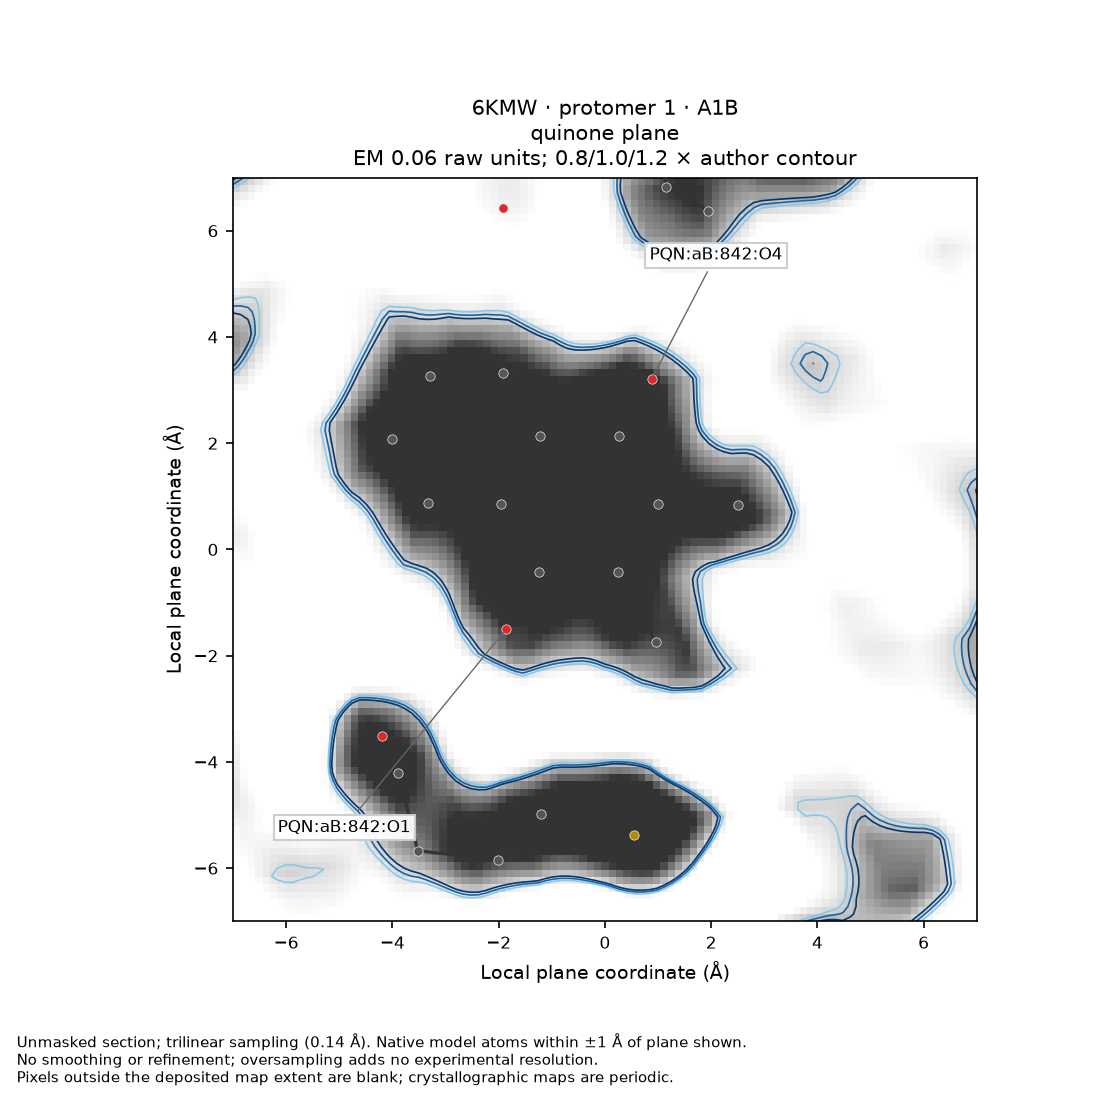 6KMW · protomer 1 · A1B
quinone plane
EM 0.06 raw units; 0.8/1.0/1.2 × author contour
6
PQN:aB:842:O4
4
2
0
−2
−4
PQN:aB:842:O1
−6
Local plane coordinate (Å)
−6 −4 −2 0 2 4 6
Local plane coordinate (Å)
Unmasked section; trilinear sampling (0.14 Å). Native model atoms within ±1 Å of plane shown.
No smoothing or refinement; oversampling adds no experimental resolution.
Pixels outside the deposited map extent are blank; crystallographic maps are periodic.